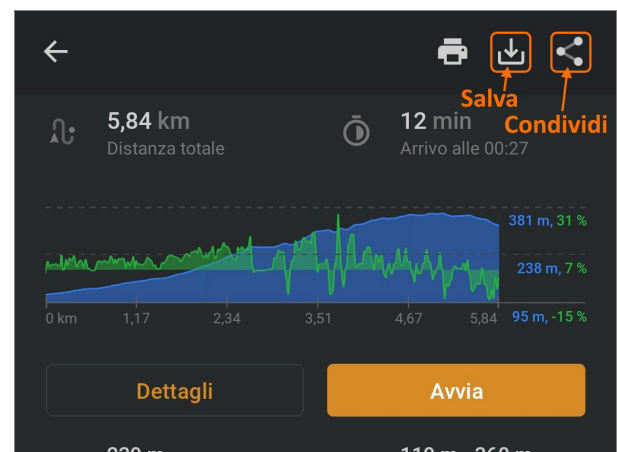 Salva
Condividi
5,84 km
Distanza totale
12 min
Arrivo alle 00:27
381 m, 31 %
238 m, 7 %
95 m, -15 %
0 km 1,17 2,34 3,51 4,67 5,84
Dettagli
Avvia